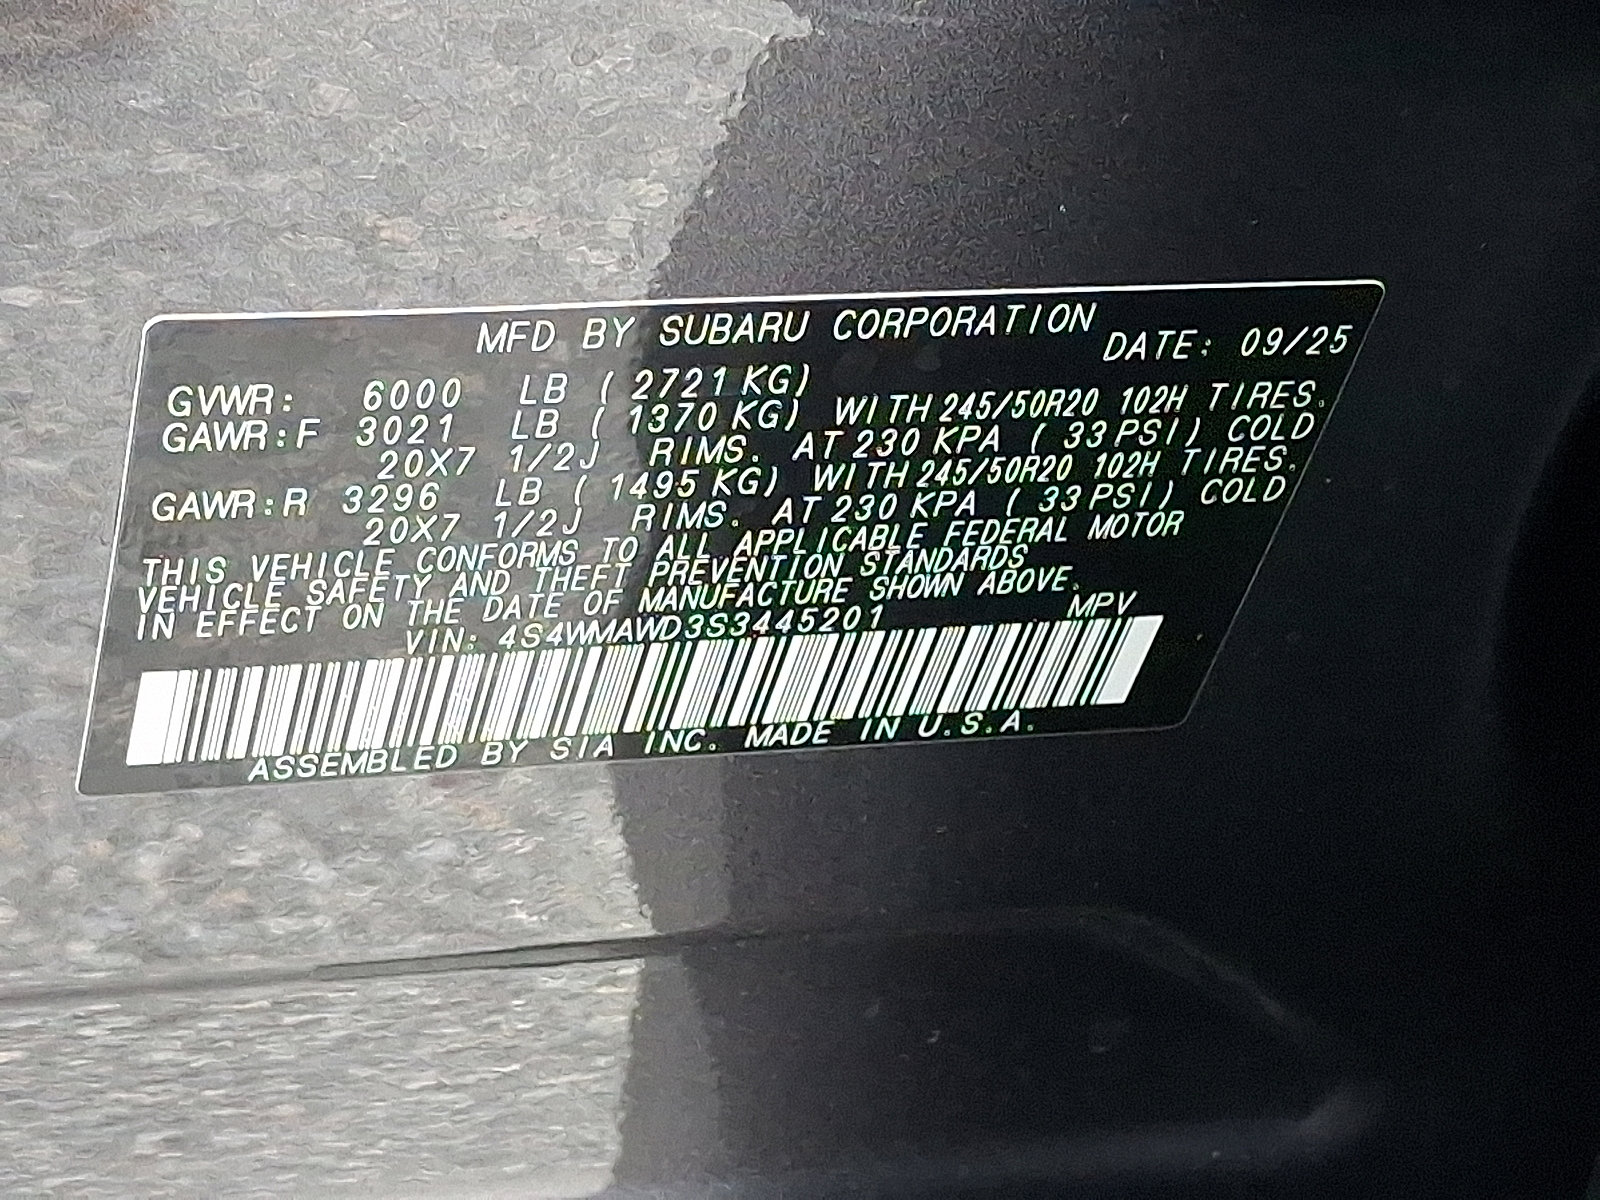 MFD BY SUBARU CORPORATION DATE: 09/25
GVWR: 6000 LB (2721 KG)
GAWR:F 3021 LB (1370 KG) WITH 245/50R20 102H TIRES.
20X7 1/2J RIMS. AT 230 KPA (33 PSI) COLD
GAWR:R 3296 LB (1495 KG) WITH 245/50R20 102H TIRES.
20X7 1/2J RIMS. AT 230 KPA (33 PSI) COLD
THIS VEHICLE CONFORMS TO ALL APPLICABLE FEDERAL MOTOR
VEHICLE SAFETY AND THEFT PREVENTION STANDARDS
IN EFFECT ON THE DATE OF MANUFACTURE SHOWN ABOVE.
VIN: 4S4WMAWD3S3445201 MPV
ASSEMBLED BY SIA INC. MADE IN U.S.A.